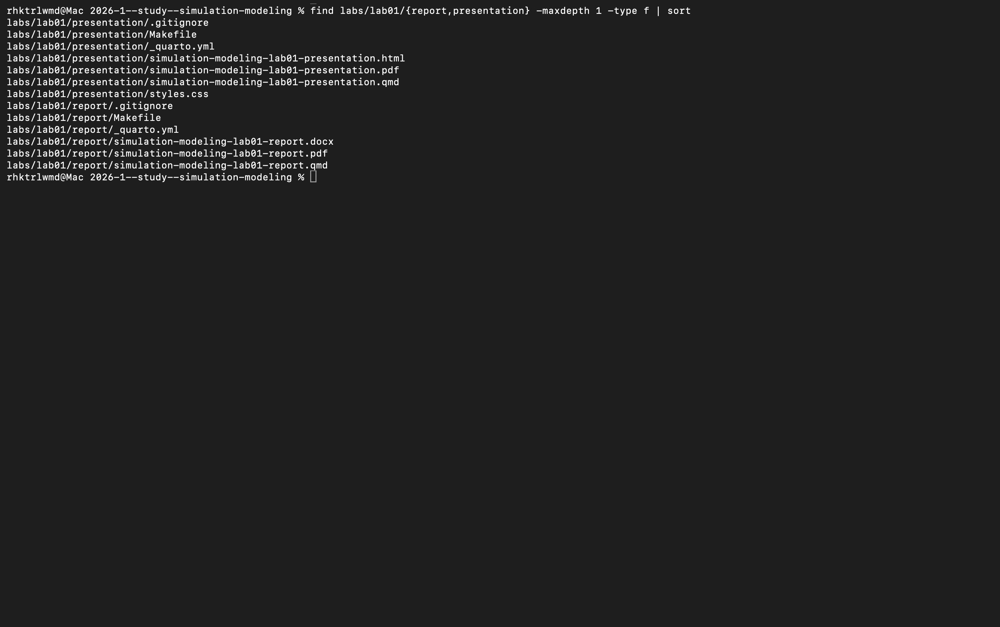 rhktrlwmd@Mac 2026-1--study--simulation-modeling % find labs/lab01/{report,presentation} -maxdepth 1 -type f | sort
labs/lab01/presentation/.gitignore
labs/lab01/presentation/Makefile
labs/lab01/presentation/_quarto.yml
labs/lab01/presentation/simulation-modeling-lab01-presentation.html
labs/lab01/presentation/simulation-modeling-lab01-presentation.pdf
labs/lab01/presentation/simulation-modeling-lab01-presentation.qmd
labs/lab01/presentation/styles.css
labs/lab01/report/.gitignore
labs/lab01/report/Makefile
labs/lab01/report/_quarto.yml
labs/lab01/report/simulation-modeling-lab01-report.docx
labs/lab01/report/simulation-modeling-lab01-report.pdf
labs/lab01/report/simulation-modeling-lab01-report.qmd
rhktrlwmd@Mac 2026-1--study--simulation-modeling %